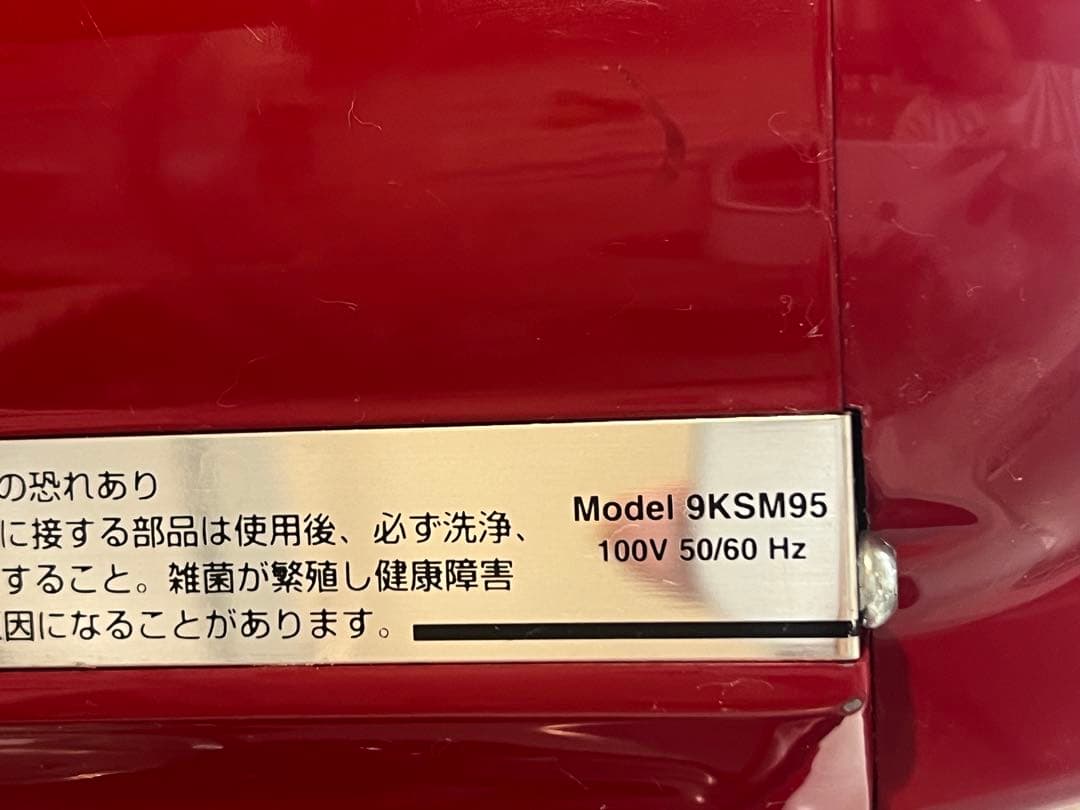 の恐れあり
に接する部品は使用後、必ず洗浄、
すること。雑菌が繁殖し健康障害
因になることがあります。
Model 9KSM95
100V 50/60 Hz